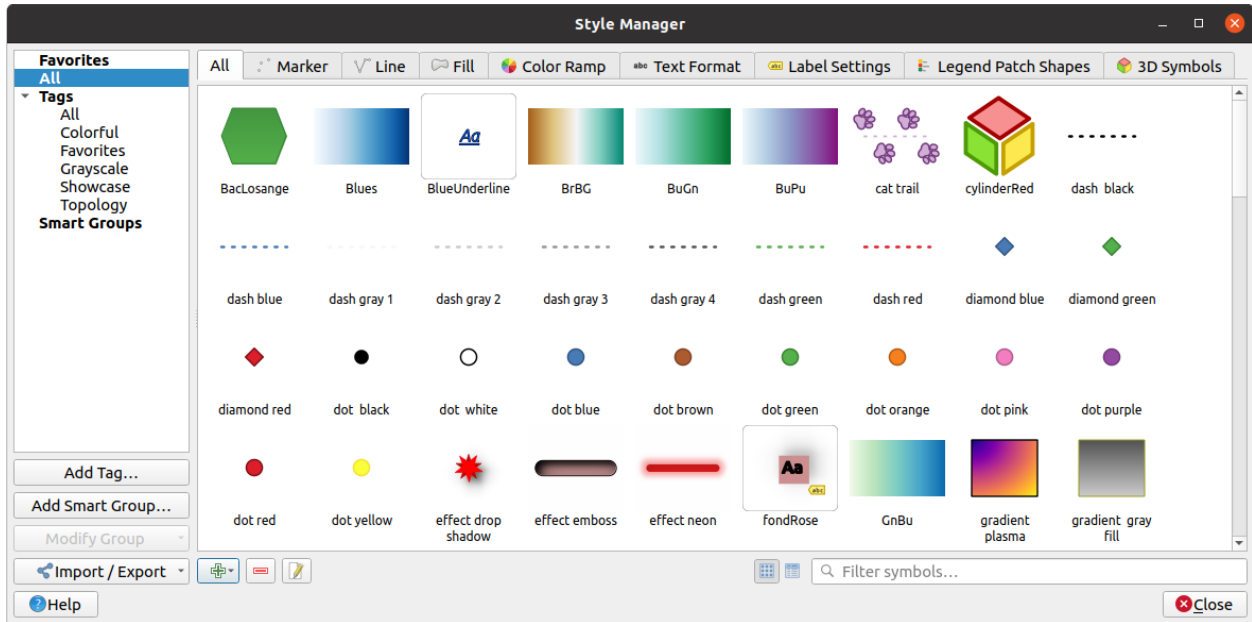 Style Manager
Favorites
All
Tags
All
Colorful
Favorites
Grayscale
Showcase
Topology
Smart Groups
Add Tag...
Add Smart Group...
Modify Group
Import / Export
Help
All
Marker
Line
Fill
Color Ramp
abc Text Format
abc Label Settings
Legend Patch Shapes
3D Symbols
Aa
BacLosange
Blues
BlueUnderline
BrBG
BuGn
BuPu
cat trail
cylinderRed
dash  black
dash blue
dash gray 1
dash gray 2
dash gray 3
dash gray 4
dash green
dash red
diamond blue
diamond green
diamond red
dot  black
dot  white
dot blue
dot brown
dot green
dot orange
dot pink
dot purple
Aa
abc
dot red
dot yellow
effect drop
shadow
effect emboss
effect neon
fondRose
GnBu
gradient
plasma
gradient  gray
fill
Filter symbols...
Close